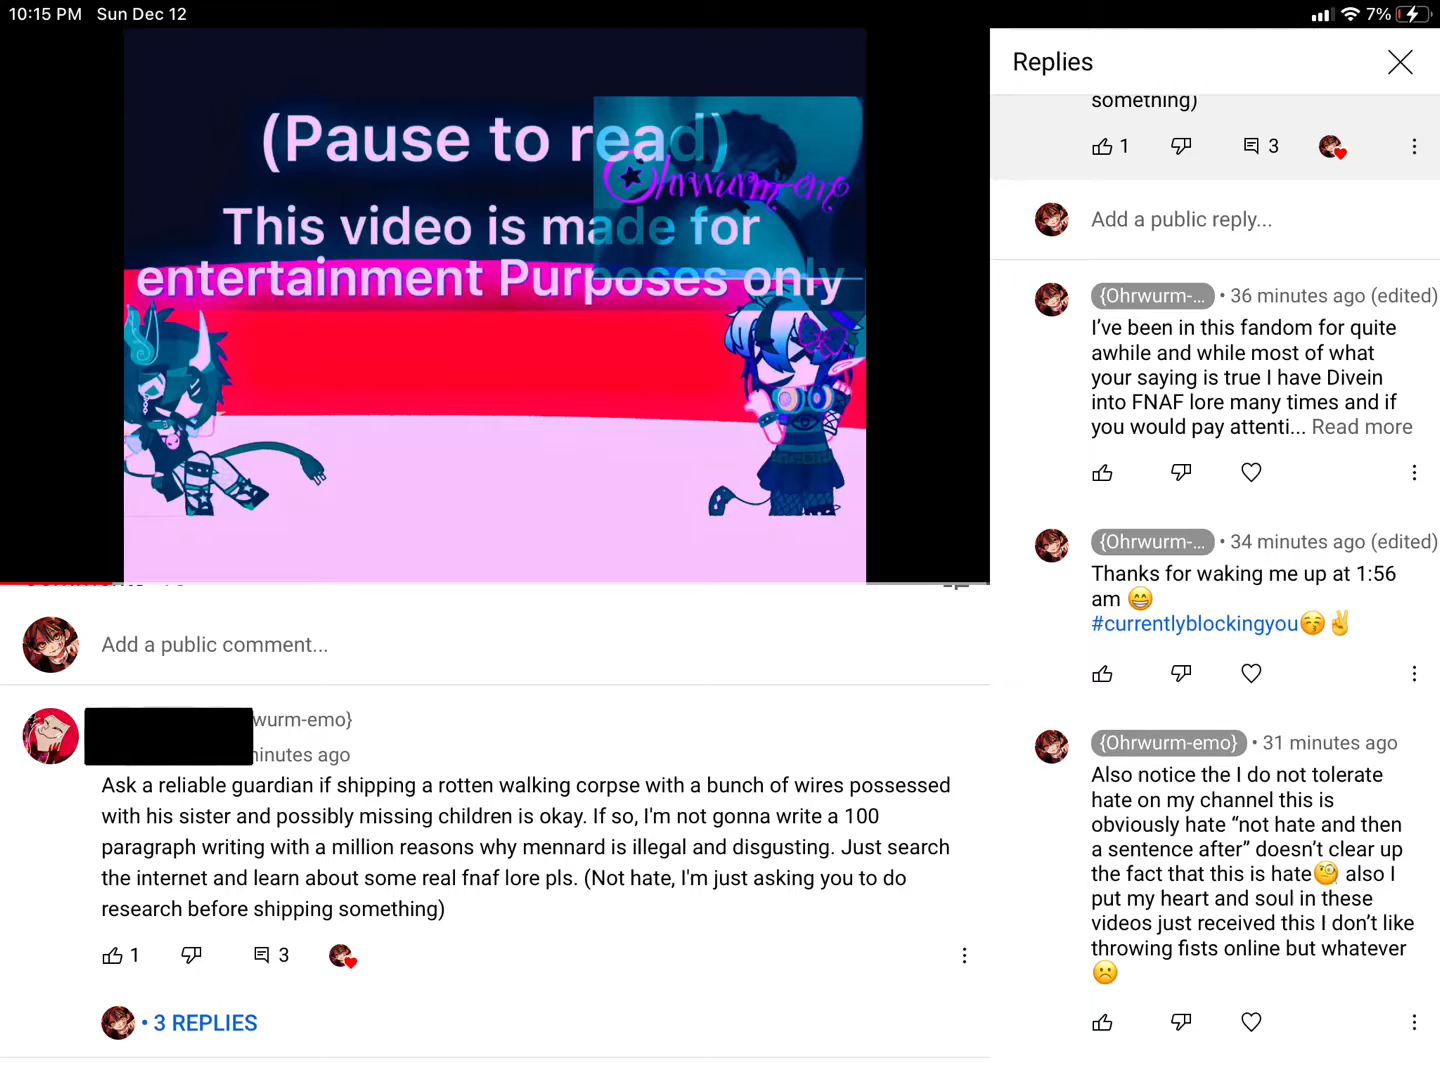 10:15 PM Sun Dec 12
7%
(Pause to read)
Ohrwurm-emo
This video is made for
entertainment Purposes only
Add a public comment...
wurm-emo}
minutes ago
Ask a reliable guardian if shipping a rotten walking corpse with a bunch of wires possessed
with his sister and possibly missing children is okay. If so, I'm not gonna write a 100
paragraph writing with a million reasons why mennard is illegal and disgusting. Just search
the internet and learn about some real fnaf lore pls. (Not hate, I'm just asking you to do
research before shipping something)
1 3
• 3 REPLIES
Replies
something)
1 3
Add a public reply...
{Ohrwurm-... • 36 minutes ago (edited)
I've been in this fandom for quite
awhile and while most of what
your saying is true I have Divein
into FNAF lore many times and if
you would pay attenti... Read more
{Ohrwurm-... • 34 minutes ago (edited)
Thanks for waking me up at 1:56
am 😁
#currentlyblockingyou😚✌️
{Ohrwurm-emo} • 31 minutes ago
Also notice the I do not tolerate
hate on my channel this is
obviously hate “not hate and then
a sentence after” doesn't clear up
the fact that this is hate🧐 also I
put my heart and soul in these
videos just received this I don't like
throwing fists online but whatever
☹️